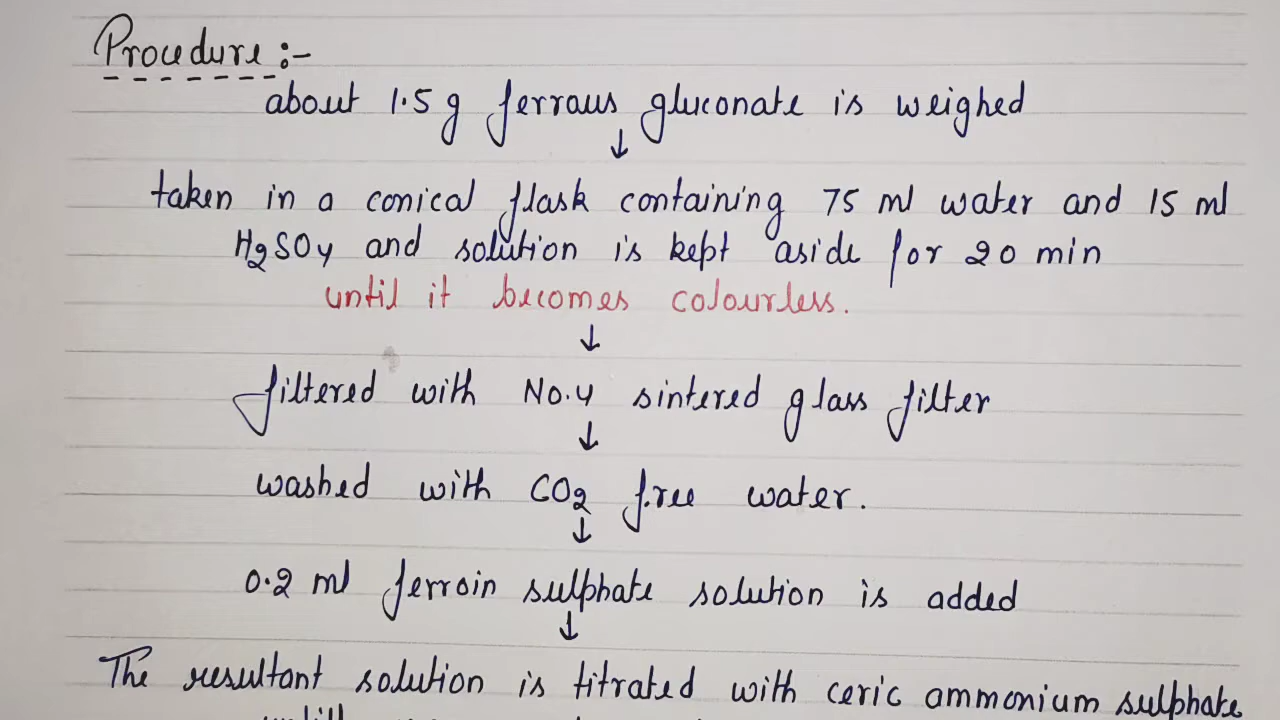 Procedure:-
about 1.5 g ferrous gluconate is weighed
↓
taken in a conical flask containing 75 ml water and 15 ml
H2SO4 and solution is kept aside for 20 min
until it becomes colourless.
↓
filtered with No.4 sintered glass filter
↓
washed with CO2 free water.
↓
0.2 ml ferroin sulphate solution is added
↓
The resultant solution is titrated with ceric ammonium sulphate
untill